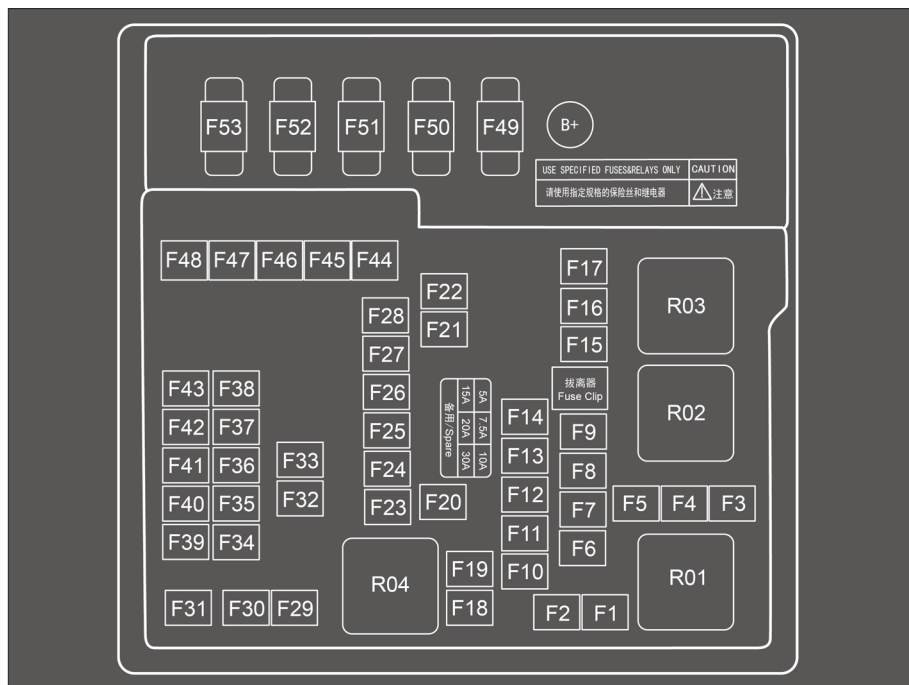 F53 F52 F51 F50 F49 B+
USE SPECIFIED FUSES&RELAYS ONLY CAUTION
请使用指定规格的保险丝和继电器 注意
F48 F47 F46 F45 F44
F17
F22
F28
F16
R03
F21
F27
F15
F43 F38
F26
拔离器
Fuse Clip
F14
R02
F42 F37
F25
F9
F33
F41 F36
F24
F13
F8
备用/Spare
15A 20A 30A
5A 7.5A 10A
F32
F40 F35
F23
F20
F12
F7
F5 F4 F3
F39 F34
F11
F6
R04
F19
F10
R01
F31 F30 F29
F18
F2 F1